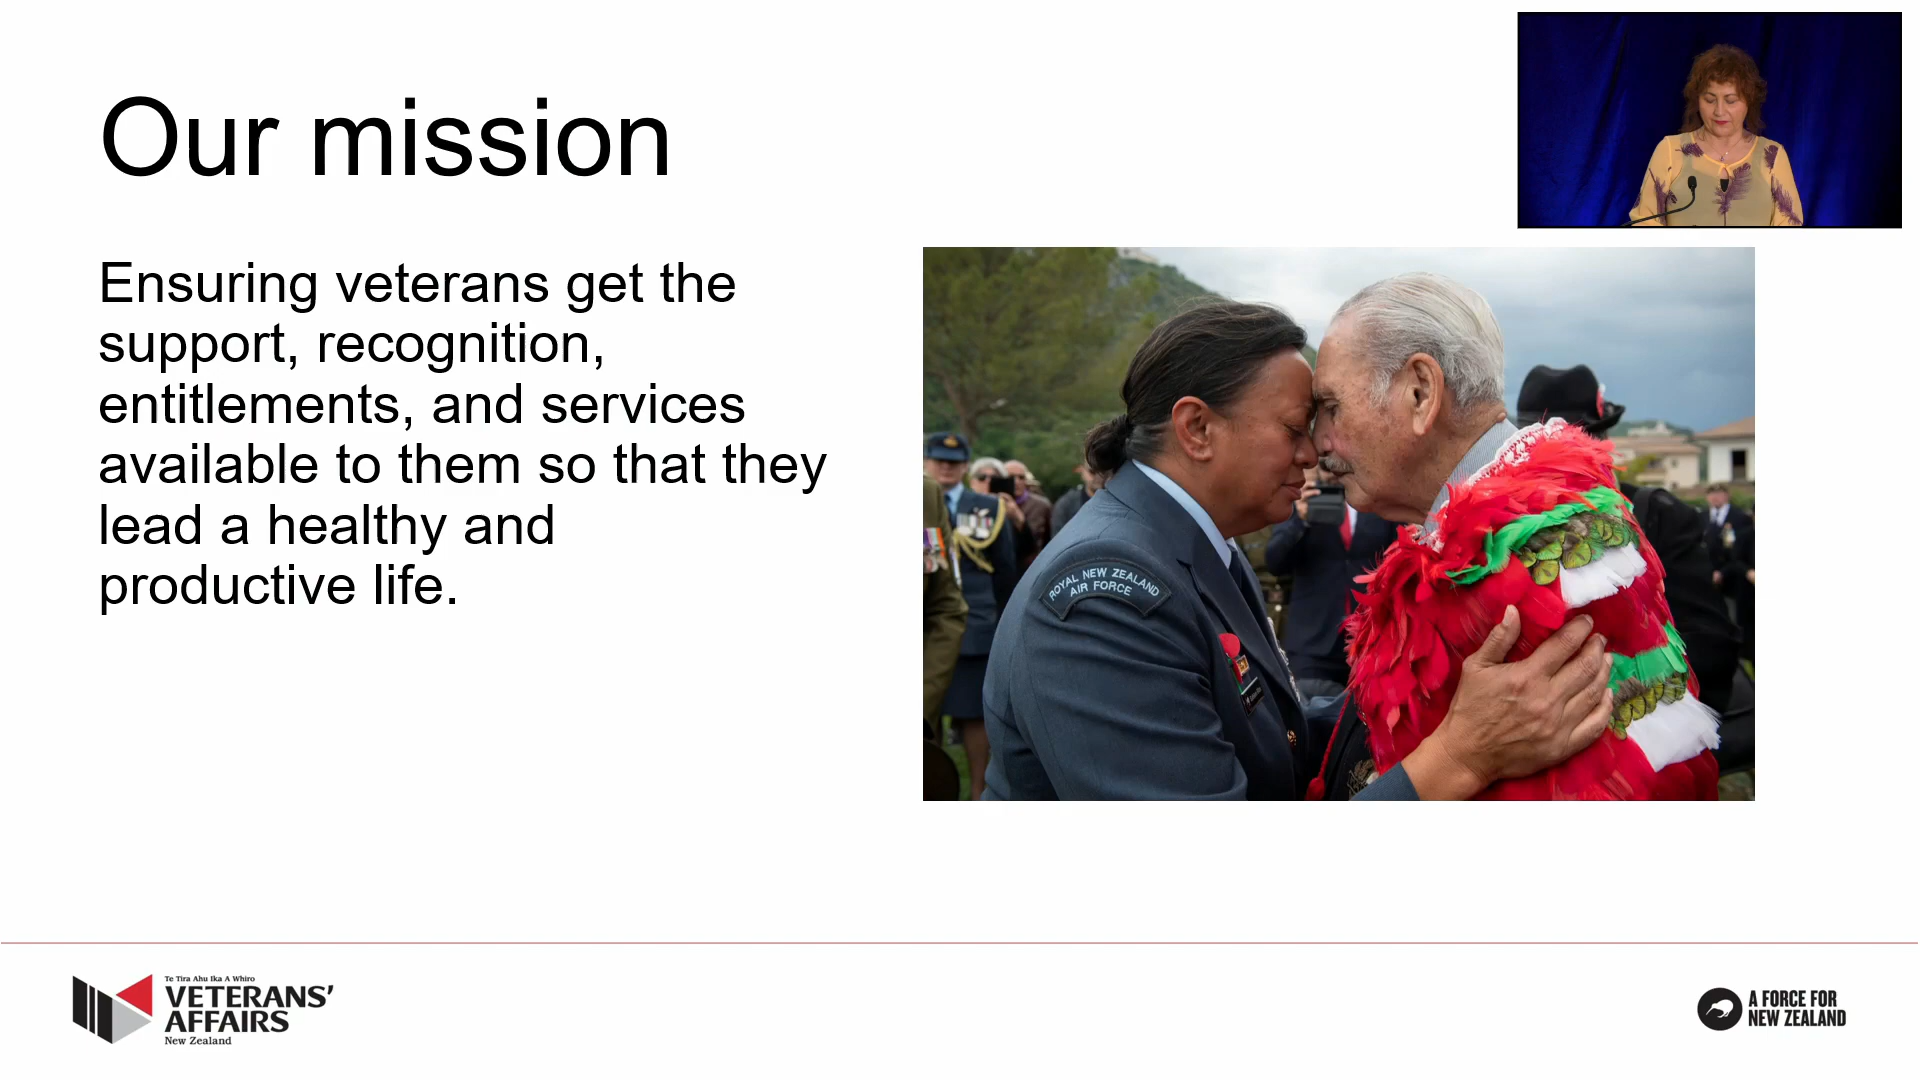 Our mission
Ensuring veterans get the
support, recognition,
entitlements, and services
available to them so that they
lead a healthy and
productive life.
ROYAL NEW ZEALAND
AIR FORCE
Te Tira Ahu Ika A Whiro
VETERANS’
AFFAIRS
New Zealand
A FORCE FOR
NEW ZEALAND